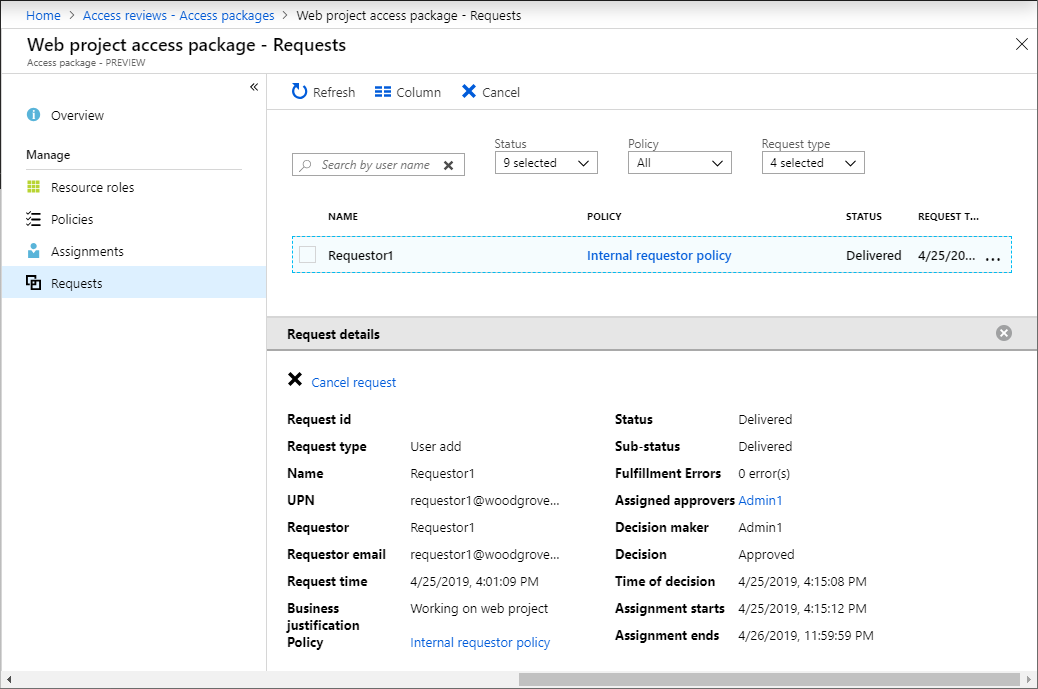 Home > Access reviews - Access packages > Web project access package - Requests
Web project access package - Requests
Access package - PREVIEW
«
Overview
Manage
Resource roles
Policies
Assignments
Requests
Refresh Column Cancel
Status Policy Request type
Search by user name 9 selected All 4 selected
NAME POLICY STATUS REQUEST T...
Requestor1 Internal requestor policy Delivered 4/25/20... ...
Request details
Cancel request
Request id Status Delivered
Request type User add Sub-status Delivered
Name Requestor1 Fulfillment Errors 0 error(s)
UPN requestor1@woodgrove... Assigned approvers Admin1
Requestor Requestor1 Decision maker Admin1
Requestor email requestor1@woodgrove... Decision Approved
Request time 4/25/2019, 4:01:09 PM Time of decision 4/25/2019, 4:15:08 PM
Business Working on web project Assignment starts 4/25/2019, 4:15:12 PM
justification
Policy Internal requestor policy Assignment ends 4/26/2019, 11:59:59 PM